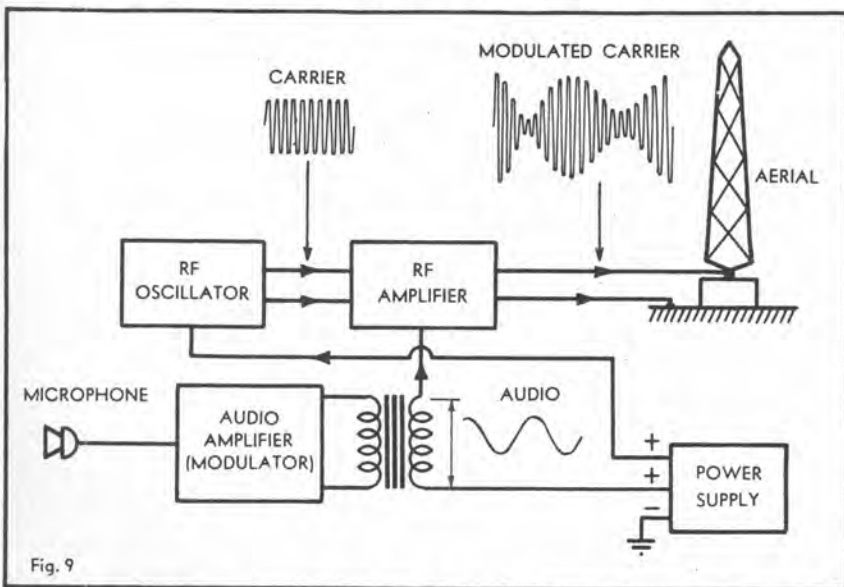 MODULATED CARRIER
CARRIER
AERIAL
RF
OSCILLATOR
RF
AMPLIFIER
MICROPHONE
AUDIO
AMPLIFIER
(MODULATOR)
AUDIO
+
+
−
POWER
SUPPLY
Fig. 9